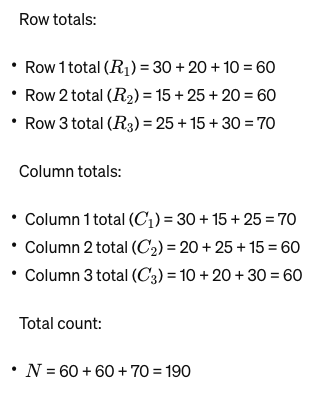 Row totals:
• Row 1 total (R₁) = 30 + 20 + 10 = 60
• Row 2 total (R₂) = 15 + 25 + 20 = 60
• Row 3 total (R₃) = 25 + 15 + 30 = 70
Column totals:
• Column 1 total (C₁) = 30 + 15 + 25 = 70
• Column 2 total (C₂) = 20 + 25 + 15 = 60
• Column 3 total (C₃) = 10 + 20 + 30 = 60
Total count:
• N = 60 + 60 + 70 = 190